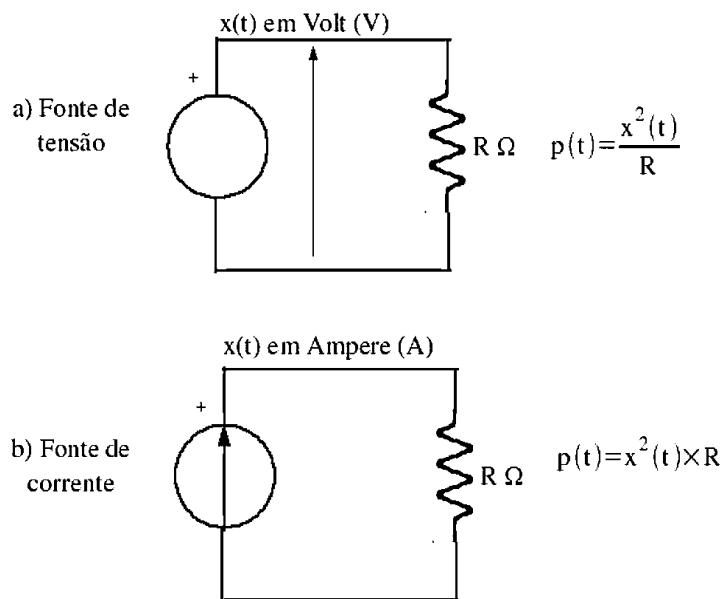 x(t) em Volt (V)
+
a) Fonte de
tensão
R Ω
p(t)=x²(t)/R
x(t) em Ampere (A)
+
b) Fonte de
corrente
R Ω
p(t)=x²(t)×R